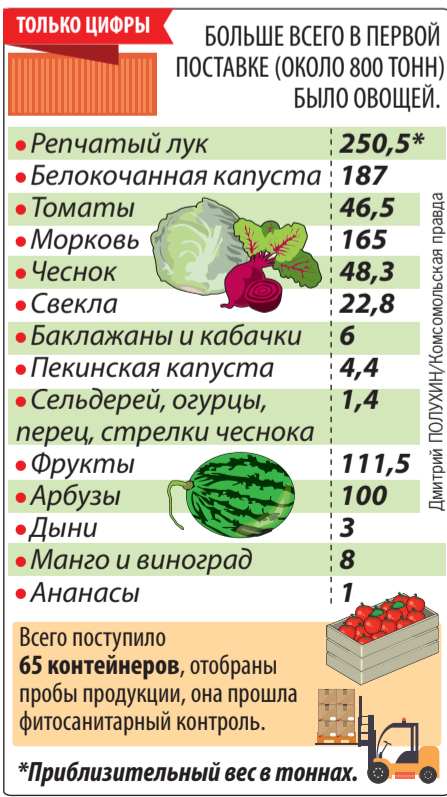 ТОЛЬКО ЦИФРЫ
БОЛЬШЕ ВСЕГО В ПЕРВОЙ
ПОСТАВКЕ (ОКОЛО 800 ТОНН)
БЫЛО ОВОЩЕЙ.
• Репчатый лук 250,5*
• Белокочанная капуста 187
• Томаты 46,5
• Морковь 165
• Чеснок 48,3
• Свекла 22,8
• Баклажаны и кабачки 6
• Пекинская капуста 4,4
• Сельдерей, огурцы, 1,4
перец, стрелки чеснока
• Фрукты 111,5
• Арбузы 100
• Дыни 3
• Манго и виноград 8
• Ананасы 1
Всего поступило
65 контейнеров, отобраны
пробы продукции, она прошла
фитосанитарный контроль.
*Приблизительный вес в тоннах.
Дмитрий ПОЛУХИН/Комсомольская правда